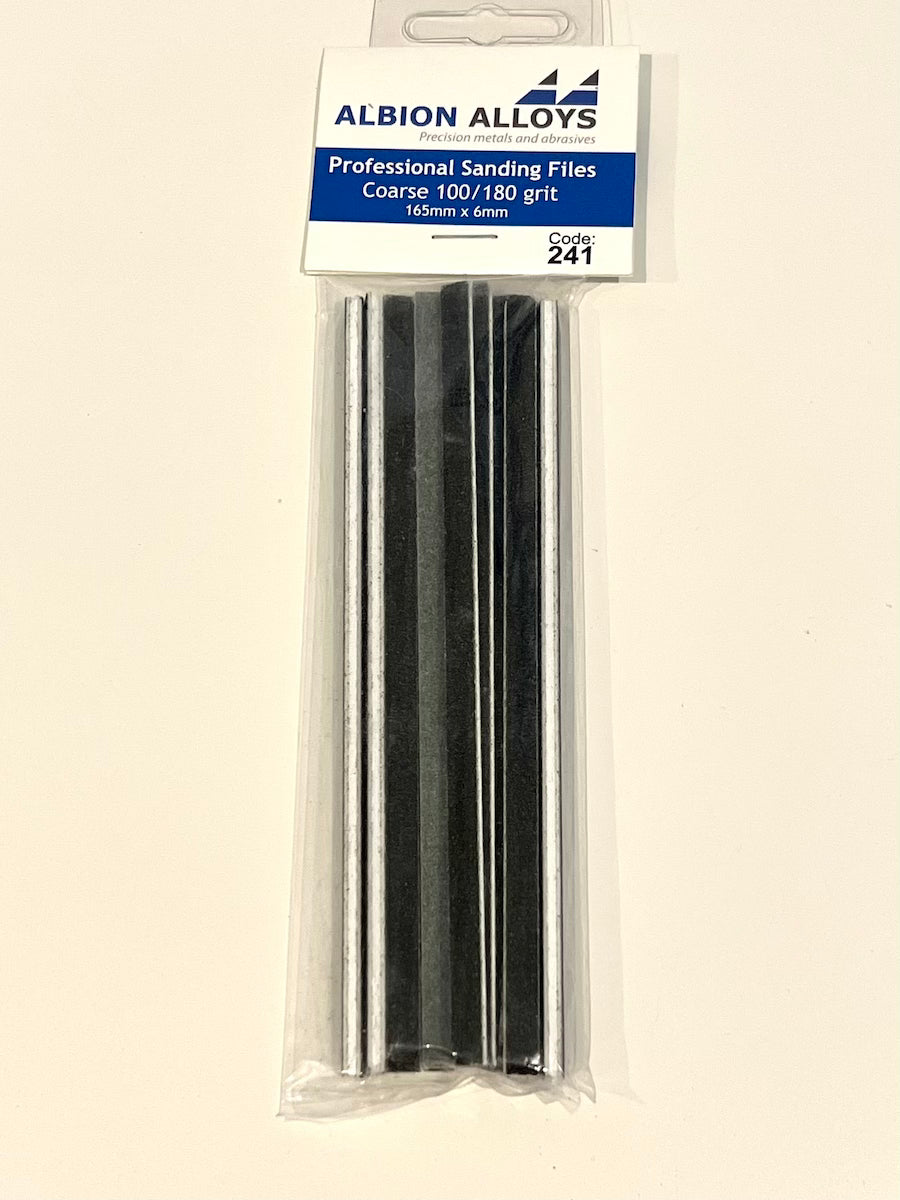 ALBION ALLOYS
Precision metals and abrasives
Professional Sanding Files
Coarse 100/180 grit
165mm x 6mm
Code:
241